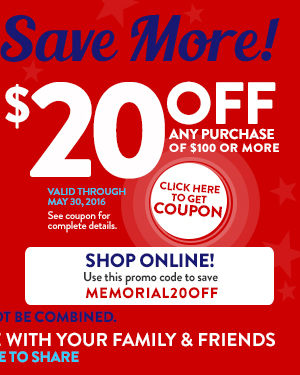 Save More!
$20 OFF
ANY PURCHASE
OF $100 OR MORE
VALID THROUGH
MAY 30, 2016
See coupon for
complete details.
CLICK HERE
TO GET
COUPON
SHOP ONLINE!
Use this promo code to save
MEMORIAL20OFF
OT BE COMBINED.
E WITH YOUR FAMILY & FRIENDS
E TO SHARE